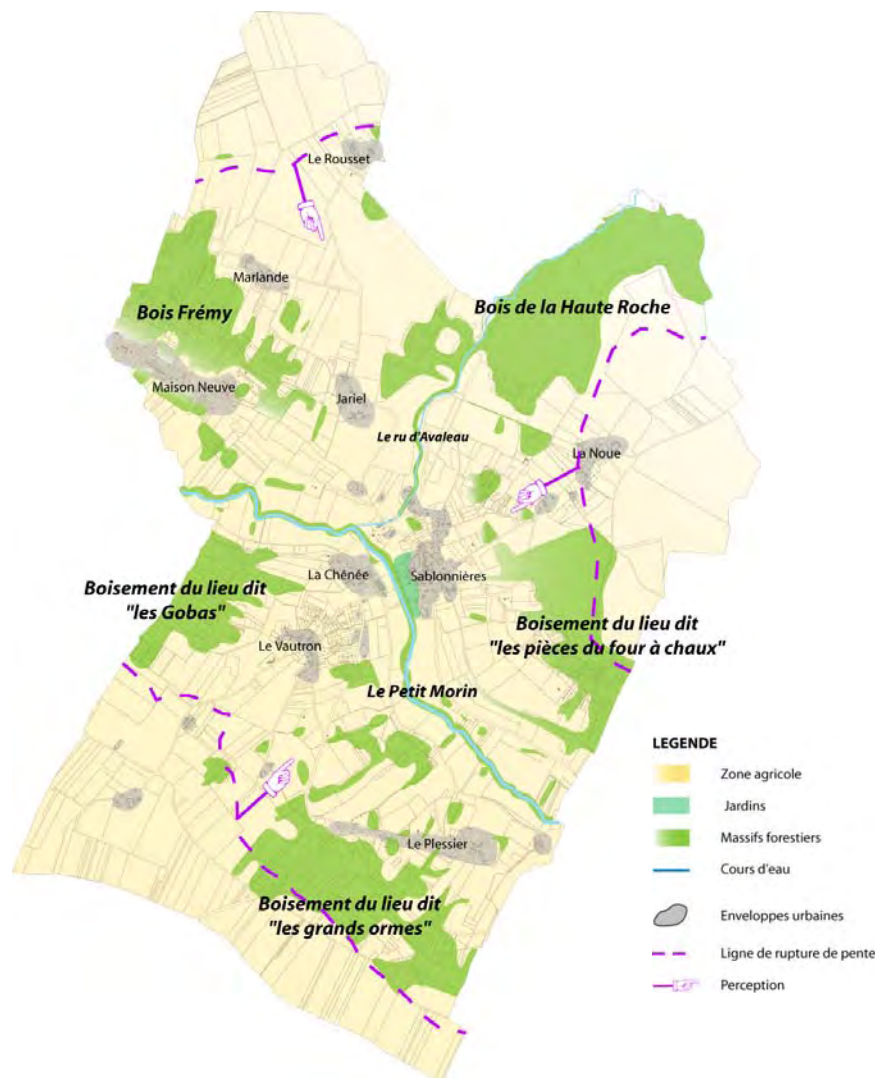 Le Rousset
Marlande
Bois Frémy
Bois de la Haute Roche
Maison Neuve
Jariel
Le ru d'Avaleau
La Noue
La Chênée
Sablonnières
Boisement du lieu dit
"les Gobas"
Boisement du lieu dit
"les pièces du four à chaux"
Le Vautron
Le Petit Morin
Le Plessier
Boisement du lieu dit
"les grands ormes"
LEGENDE
Zone agricole
Jardins
Massifs forestiers
Cours d'eau
Enveloppes urbaines
Ligne de rupture de pente
Perception